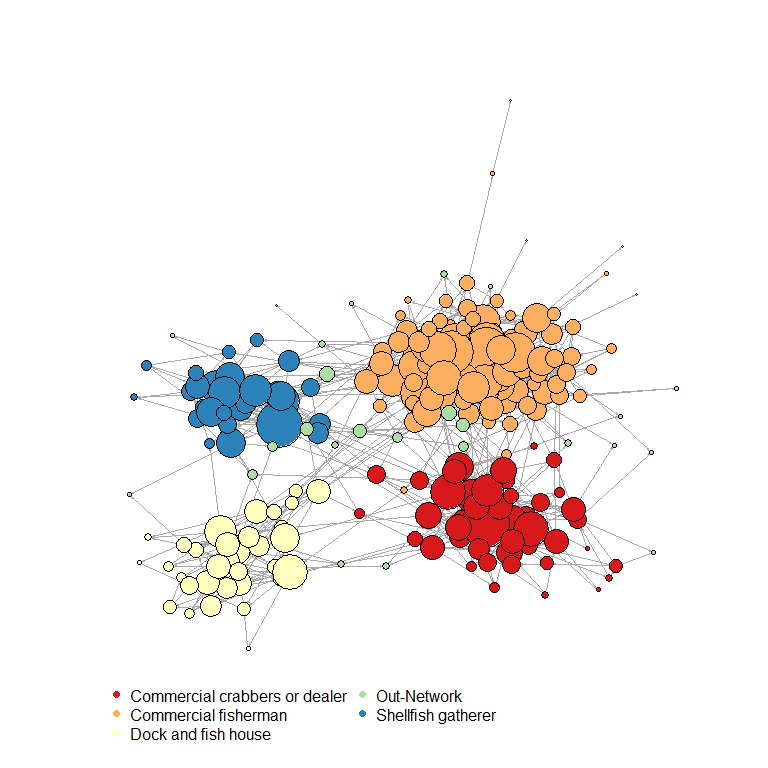 Commercial crabbers or dealer
Commercial fisherman
Dock and fish house
Out-Network
Shellfish gatherer